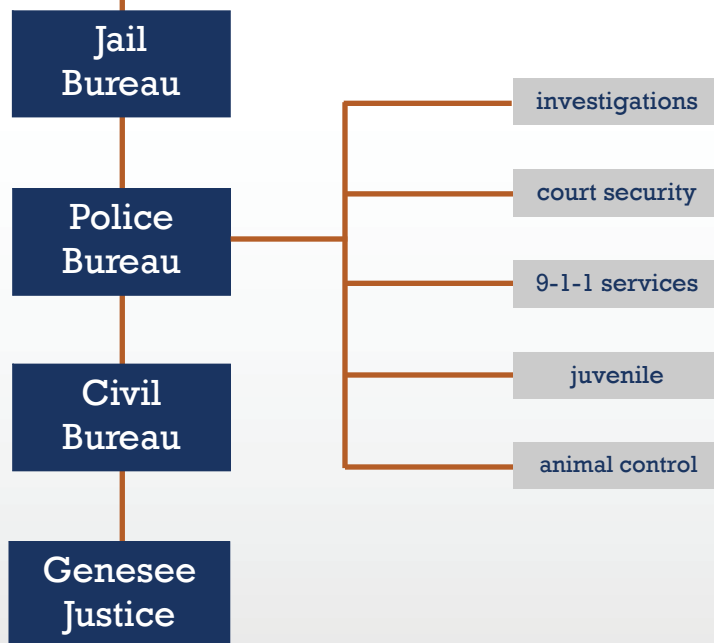 Jail
Bureau
Police
Bureau
investigations
court security
9-1-1 services
juvenile
animal control
Civil
Bureau
Genesee
Justice